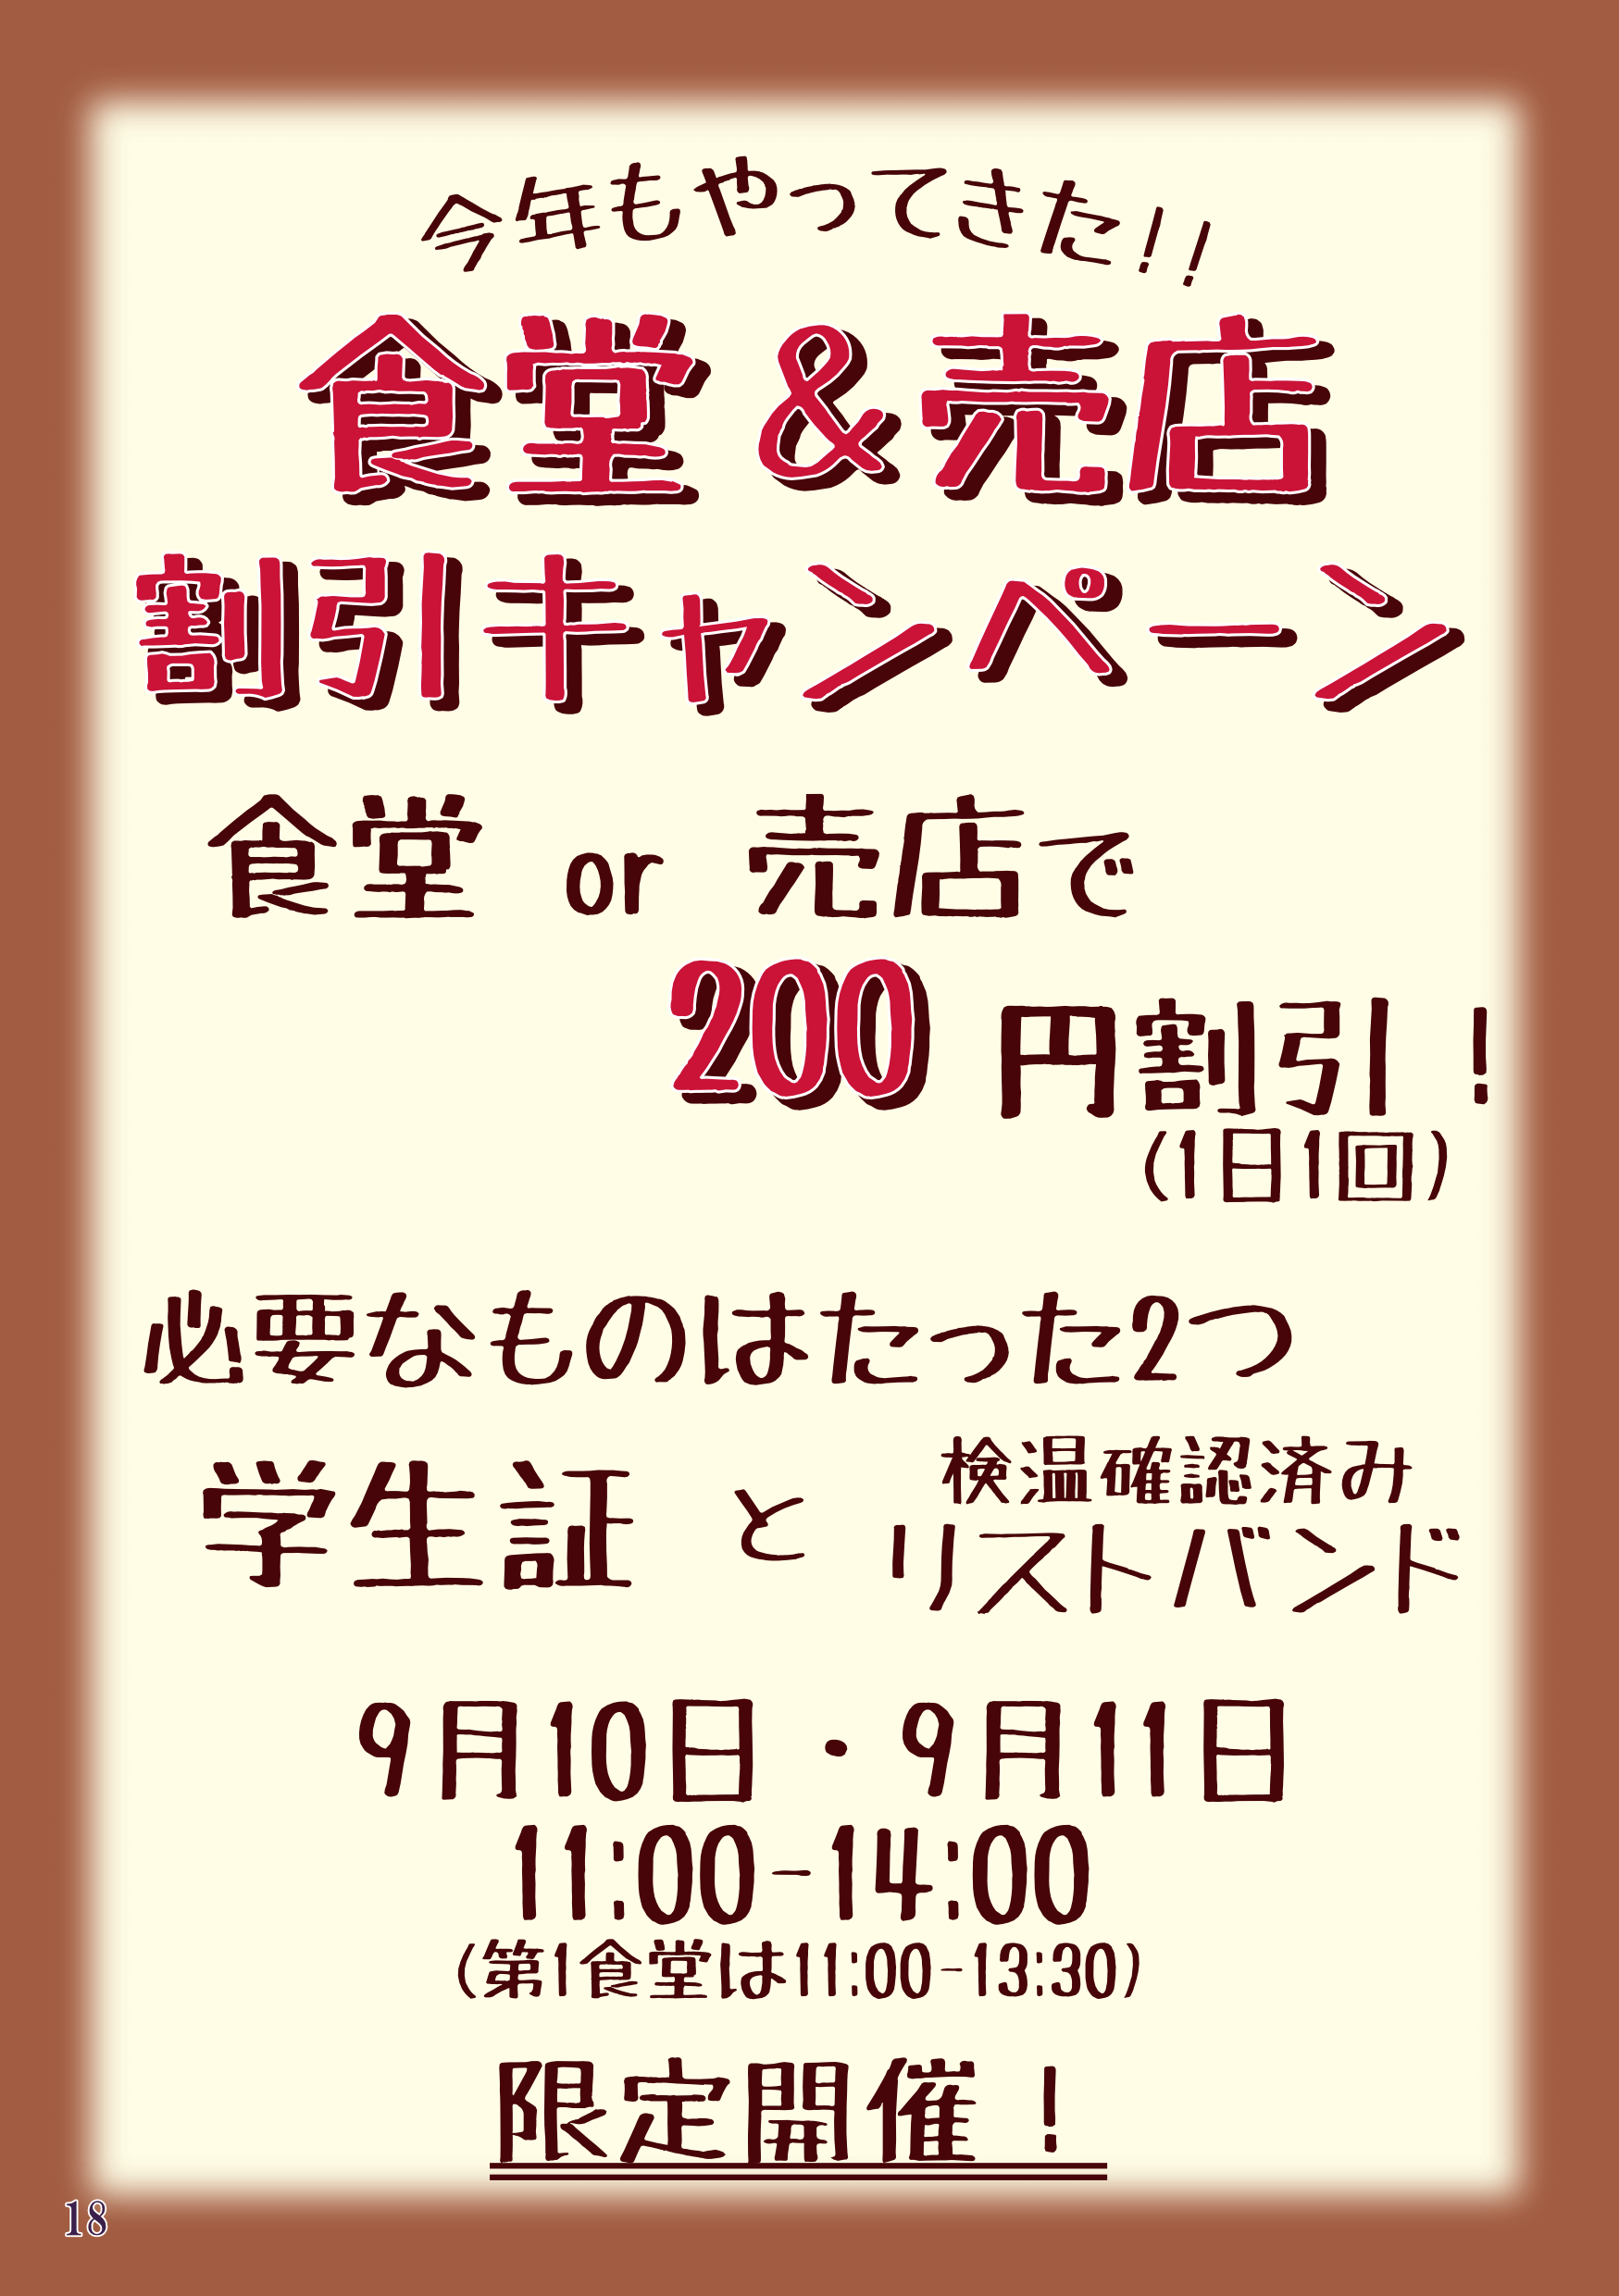 今年もやってきた!!
食堂&売店
割引キャンペーン
食堂 or 売店で
200円割引!
(1日1回)
必要なものはたった2つ
学生証 と 検温確認済み
リストバンド
9月10日・9月11日
11:00-14:00
(第1食堂は11:00-13:30)
限定開催!
18